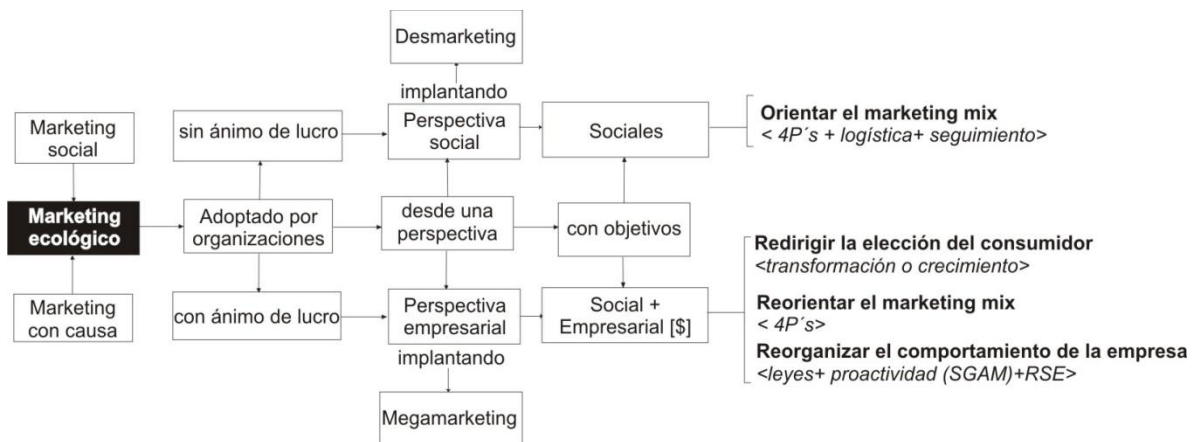 Desmarketing
implantando
Marketing
social
sin ánimo de lucro
Perspectiva
social
Sociales
Orientar el marketing mix
< 4P´s + logística+ seguimiento>
Marketing
ecológico
Adoptado por
organizaciones
desde una
perspectiva
con objetivos
Marketing
con causa
con ánimo de lucro
Perspectiva
empresarial
Social +
Empresarial [$]
Redirigir la elección del consumidor
<transformación o crecimiento>
Reorientar el marketing mix
< 4P´s>
Reorganizar el comportamiento de la empresa
<leyes+ proactividad (SGAM)+RSE>
implantando
Megamarketing